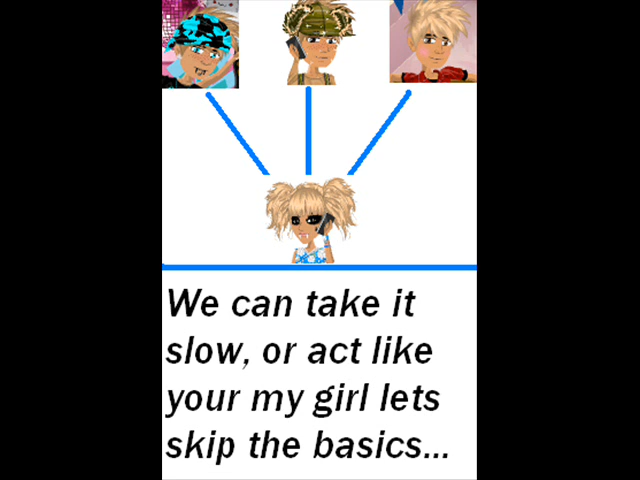 We can take it
slow, or act like
your my girl lets
skip the basics...